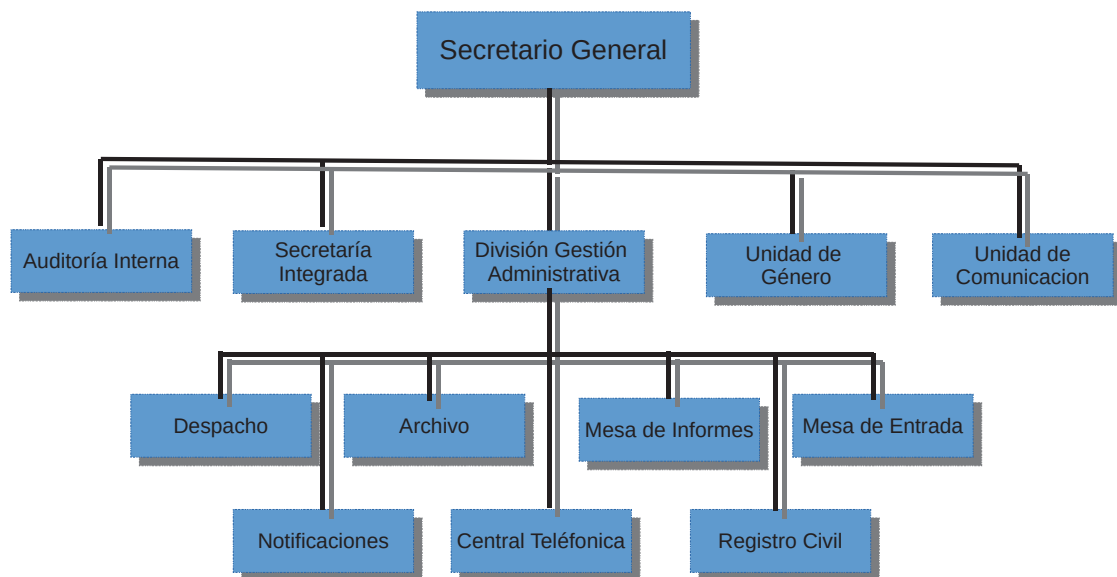 Secretario General
Auditoría Interna
Secretaría
Integrada
División Gestión
Administrativa
Unidad de
Género
Unidad de
Comunicacion
Despacho
Archivo
Mesa de Informes
Mesa de Entrada
Notificaciones
Central Teléfonica
Registro Civil